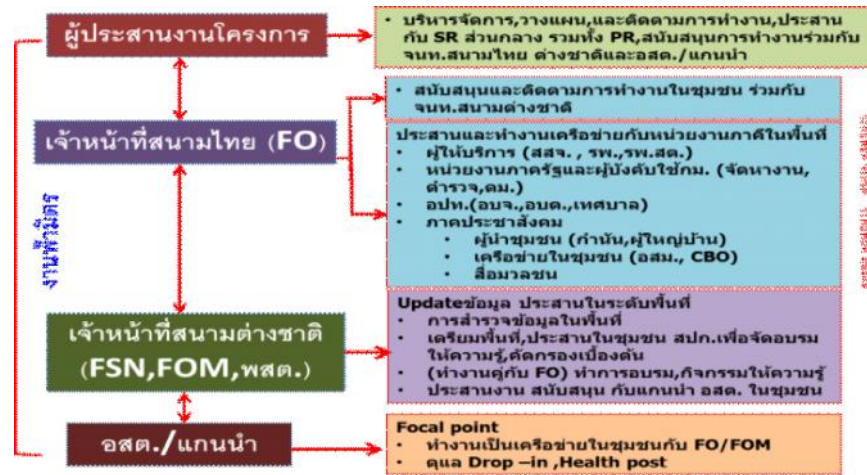 ผู้ประสานงานโครงการ
• บริหารจัดการ,วางแผน,และติดตามการทำงาน,ประสาน
กับ SR ส่วนกลาง รวมทั้ง PR,สนับสนุนการทำงานร่วมกับ
จนท.สนามไทย ต่างชาติและอสต./แกนนำ
เจ้าหน้าที่สนามไทย (FO)
• สนับสนุนและติดตามการทำงานในชุมชน ร่วมกับ
จนท.สนามต่างชาติ
ประสานและทำงานเครือข่ายกับหน่วยงานภาคีในพื้นที่
• ผู้ให้บริการ (สสจ. , รพ.,รพ.สต.)
• หน่วยงานภาครัฐและผู้บังคับใช้กม. (จัดหางาน,
ตำรวจ,ตม.)
• อปท.(อบจ.,อบต.,เทศบาล)
• ภาคประชาสังคม
• ผู้นำชุมชน (กำนัน,ผู้ใหญ่บ้าน)
• เครือข่ายในชุมชน (อสม., CBO)
• สื่อมวลชน
เจ้าหน้าที่สนามต่างชาติ
(FSN,FOM,พสต.)
Updateข้อมูล ประสานในระดับพื้นที่
• การสำรวจข้อมูลในพื้นที่
• เตรียมพื้นที่,ประสานในชุมชน สปก.เพื่อจัดอบรม
ให้ความรู้,คัดกรองเบื้องต้น
• (ทำงานคู่กับ FO) ทำการอบรม,กิจกรรมให้ความรู้
• ประสานงาน สนับสนุน กับแกนนำ อสต. ในชุมชน
อสต./แกนนำ
Focal point
• ทำงานเป็นเครือข่ายในชุมชนกับ FO/FOM
• ดูแล Drop –in ,Health post